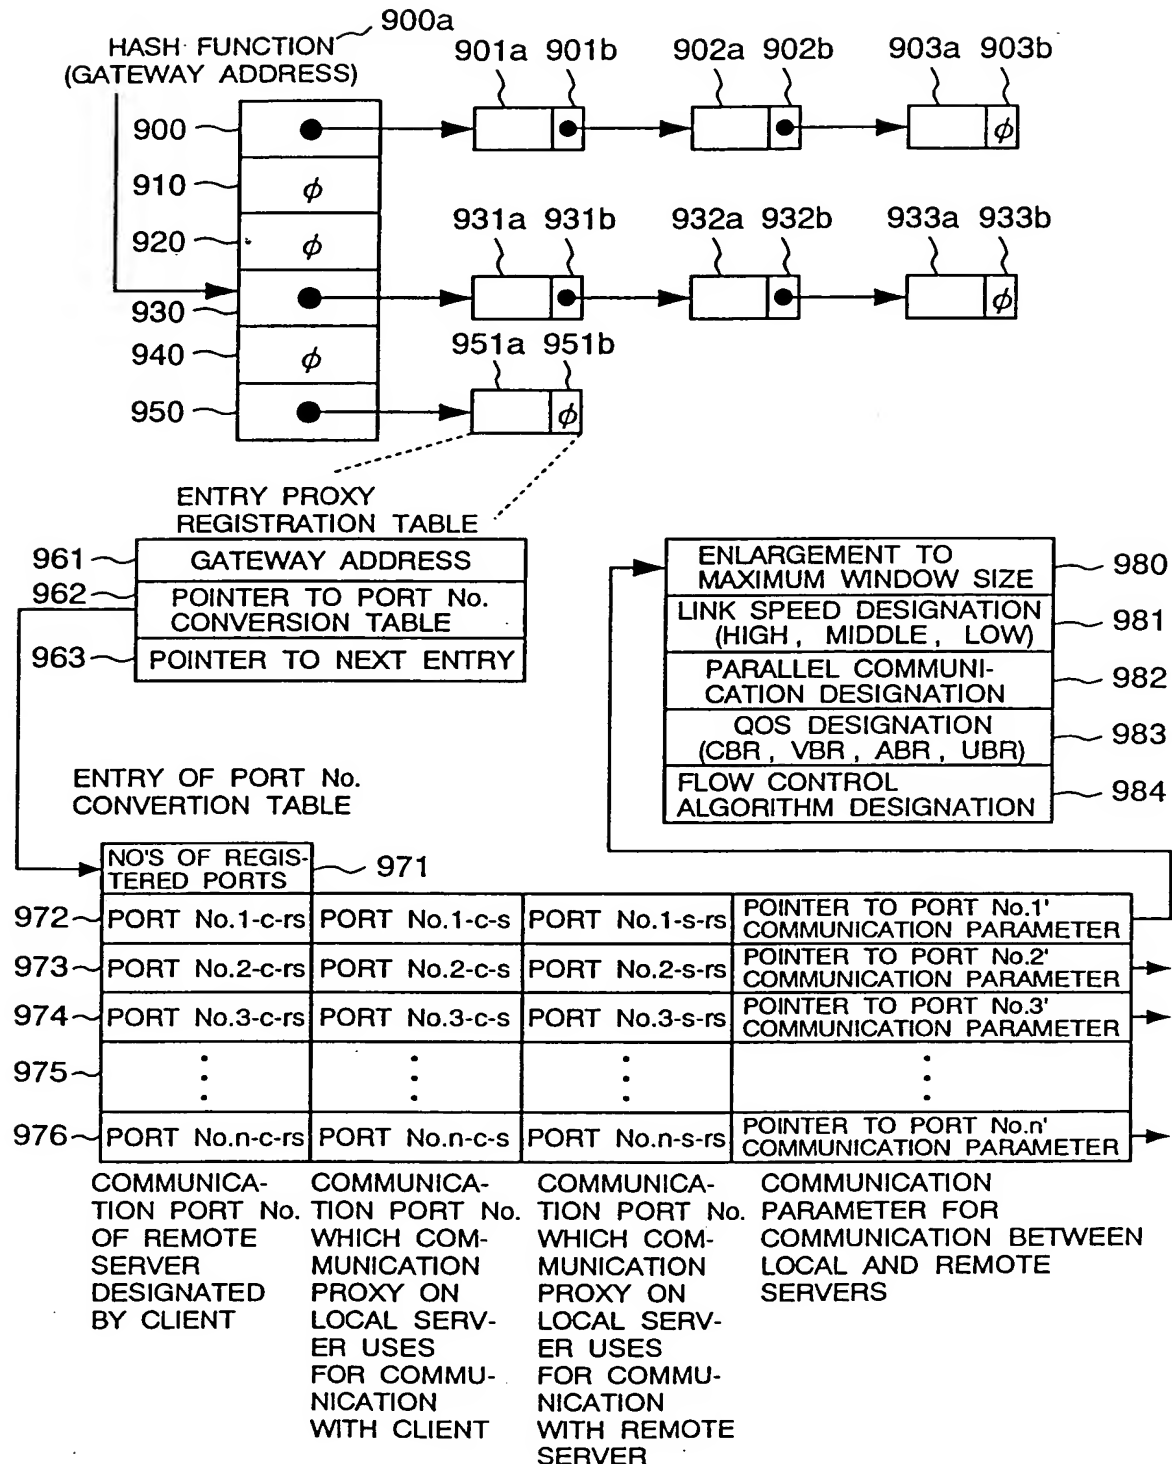 900a
HASH FUNCTION
(GATEWAY ADDRESS)
901a 901b 902a 902b 903a 903b
900
ϕ
910 ϕ
920 ϕ
931a 931b 932a 932b 933a 933b
930
ϕ
940 ϕ
951a 951b
950
ϕ
ENTRY PROXY
REGISTRATION TABLE
961 GATEWAY ADDRESS
962 POINTER TO PORT No.
CONVERSION TABLE
963 POINTER TO NEXT ENTRY
ENLARGEMENT TO
MAXIMUM WINDOW SIZE 980
LINK SPEED DESIGNATION
(HIGH, MIDDLE, LOW) 981
PARALLEL COMMUNI-
CATION DESIGNATION 982
QOS DESIGNATION
(CBR, VBR, ABR, UBR) 983
FLOW CONTROL
ALGORITHM DESIGNATION 984
ENTRY OF PORT No.
CONVERTION TABLE
NO'S OF REGIS-
TERED PORTS 971
972 PORT No.1-c-rs PORT No.1-c-s PORT No.1-s-rs POINTER TO PORT No.1'
COMMUNICATION PARAMETER
973 PORT No.2-c-rs PORT No.2-c-s PORT No.2-s-rs POINTER TO PORT No.2'
COMMUNICATION PARAMETER
974 PORT No.3-c-rs PORT No.3-c-s PORT No.3-s-rs POINTER TO PORT No.3'
COMMUNICATION PARAMETER
975
976 PORT No.n-c-rs PORT No.n-c-s PORT No.n-s-rs POINTER TO PORT No.n'
COMMUNICATION PARAMETER
COMMUNICA-
TION PORT No.
OF REMOTE
SERVER
DESIGNATED
BY CLIENT
COMMUNICA-
TION PORT No.
WHICH COM-
MUNICATION
PROXY ON
LOCAL SERV-
ER USES
FOR COMMU-
NICATION
WITH CLIENT
COMMUNICA-
TION PORT No.
WHICH COM-
MUNICATION
PROXY ON
LOCAL SERV-
ER USES
FOR COMMU-
NICATION
WITH REMOTE
SERVER
COMMUNICATION
PARAMETER FOR
COMMUNICATION BETWEEN
LOCAL AND REMOTE
SERVERS